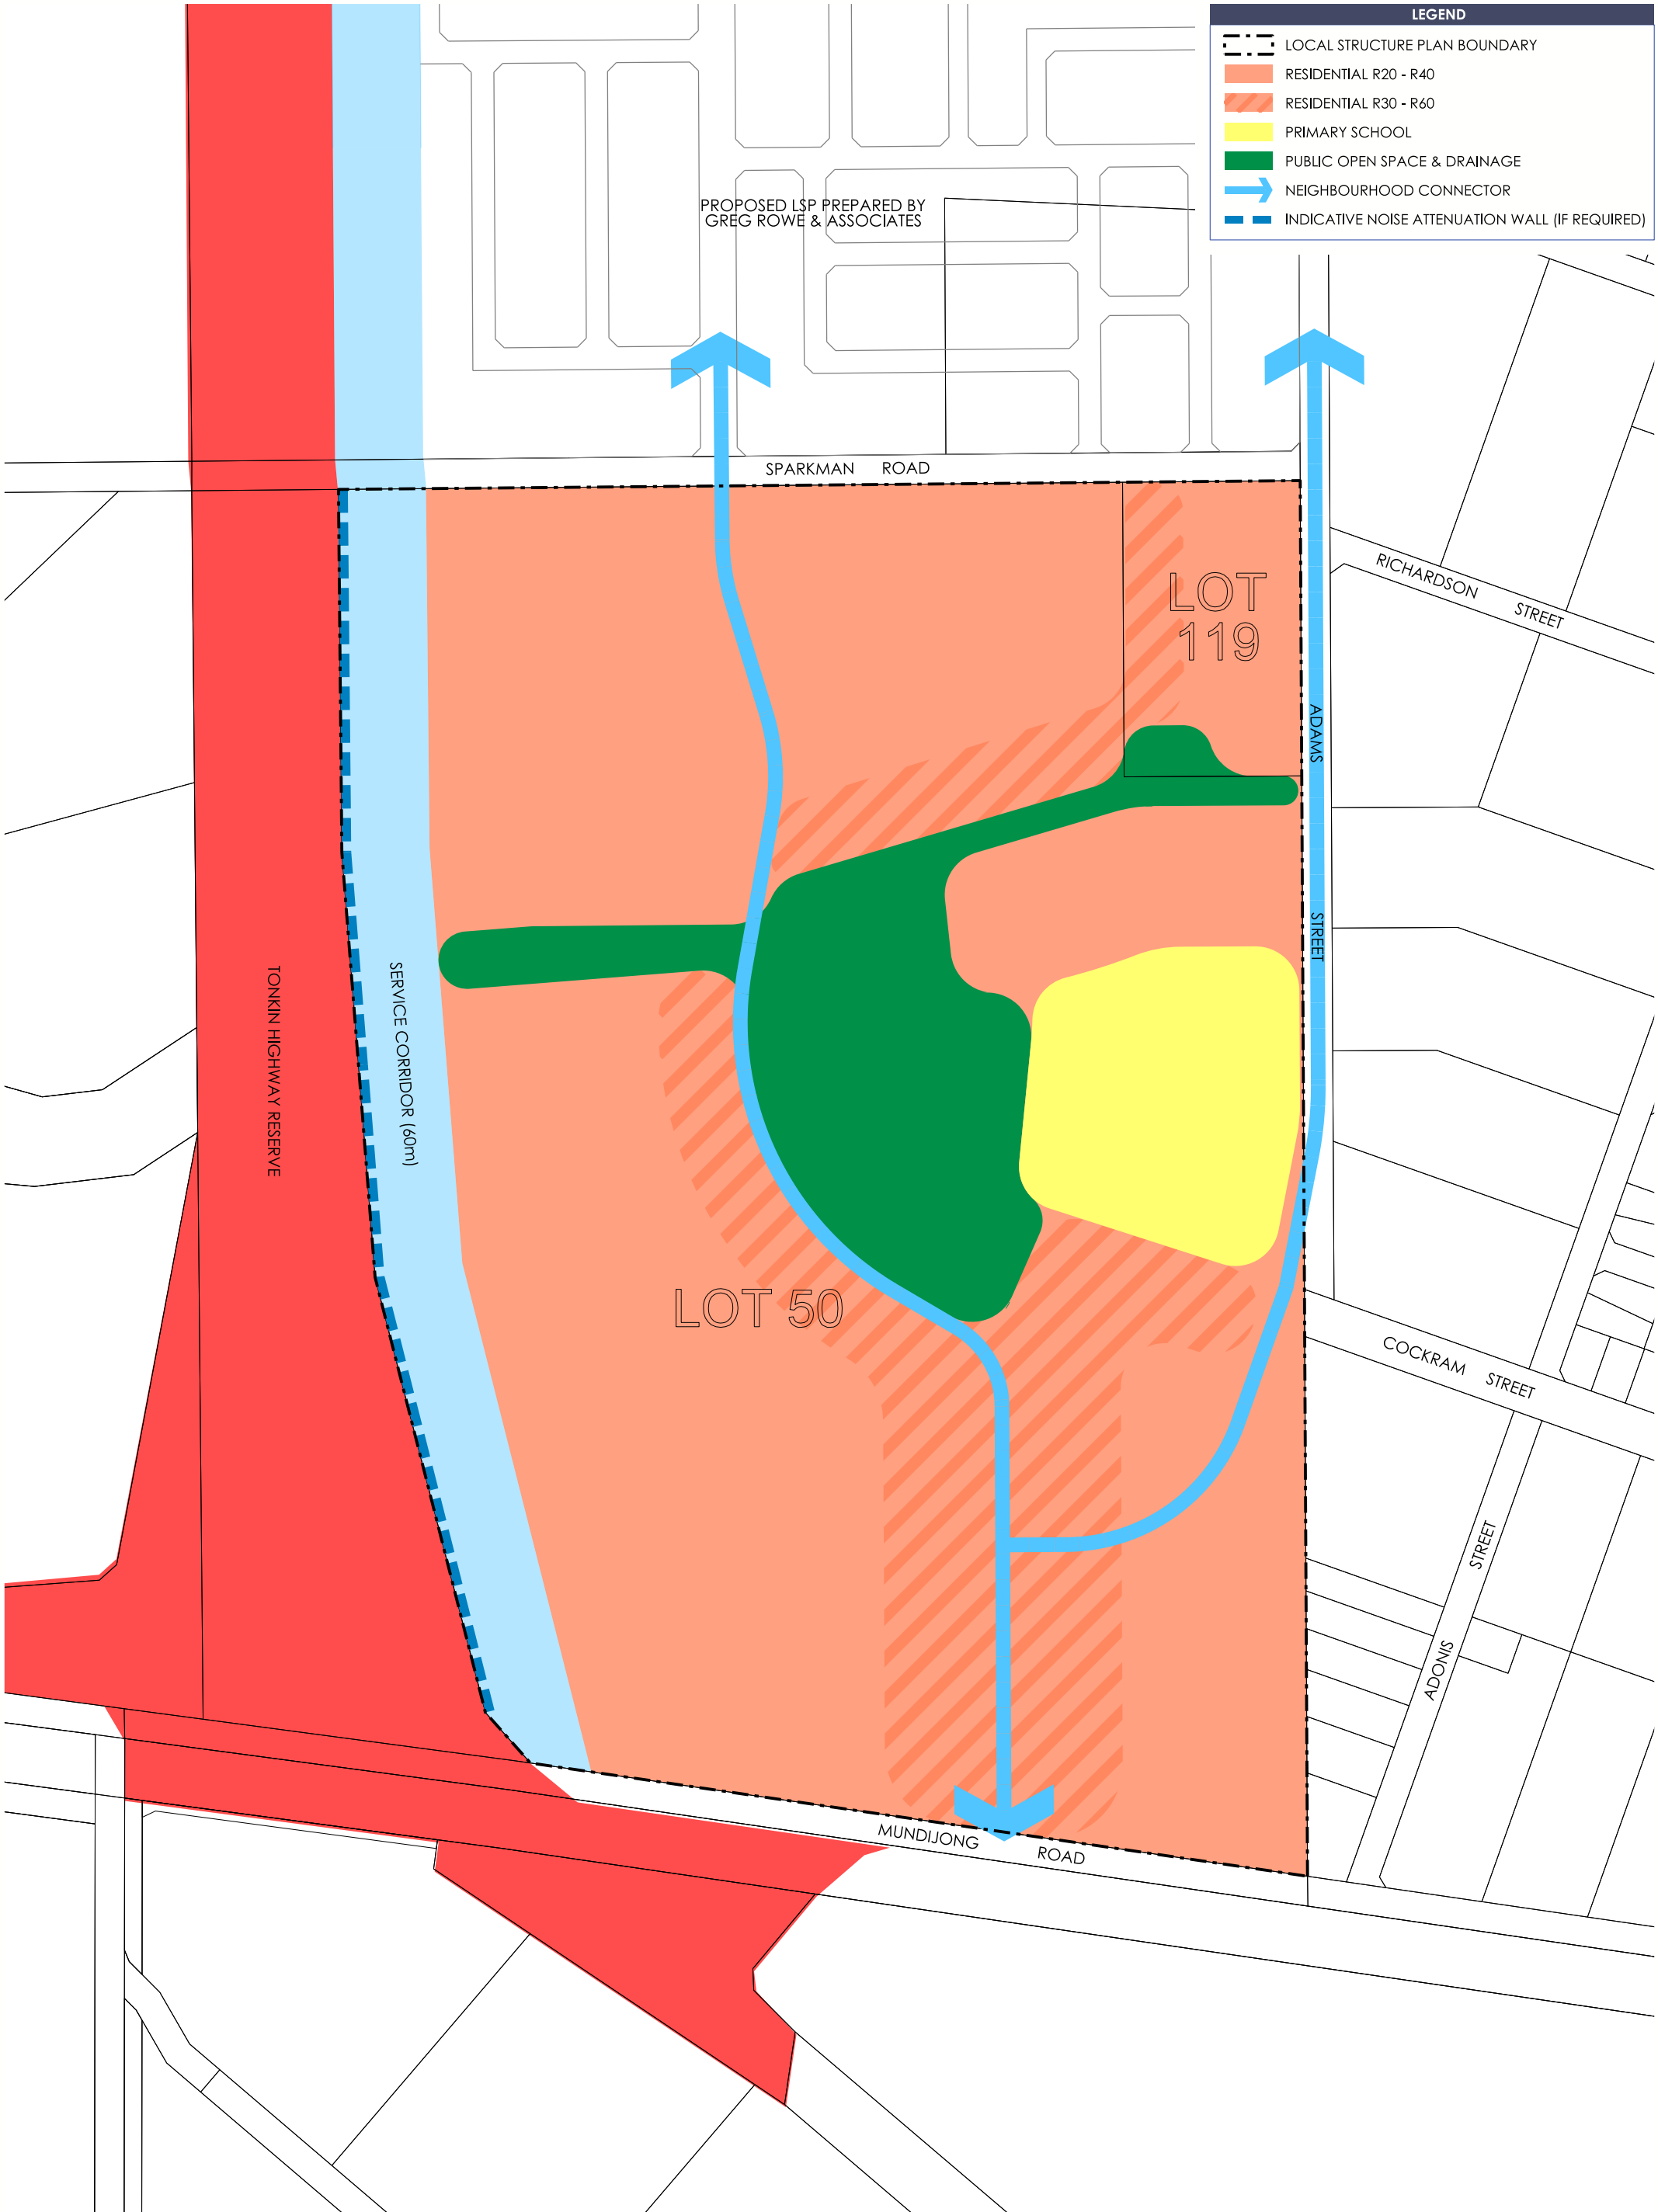 LEGEND
LOCAL STRUCTURE PLAN BOUNDARY
RESIDENTIAL R20 - R40
RESIDENTIAL R30 - R60
PRIMARY SCHOOL
PUBLIC OPEN SPACE & DRAINAGE
NEIGHBOURHOOD CONNECTOR
INDICATIVE NOISE ATTENUATION WALL (IF REQUIRED)
PROPOSED LSP PREPARED BY
GREG ROWE & ASSOCIATES
SPARKMAN ROAD
RICHARDSON STREET
LOT
119
ADAMS STREET
TONKIN HIGHWAY RESERVE
SERVICE CORRIDOR (60m)
LOT 50
COCKRAM STREET
ADONIS STREET
MUNDIJONG ROAD